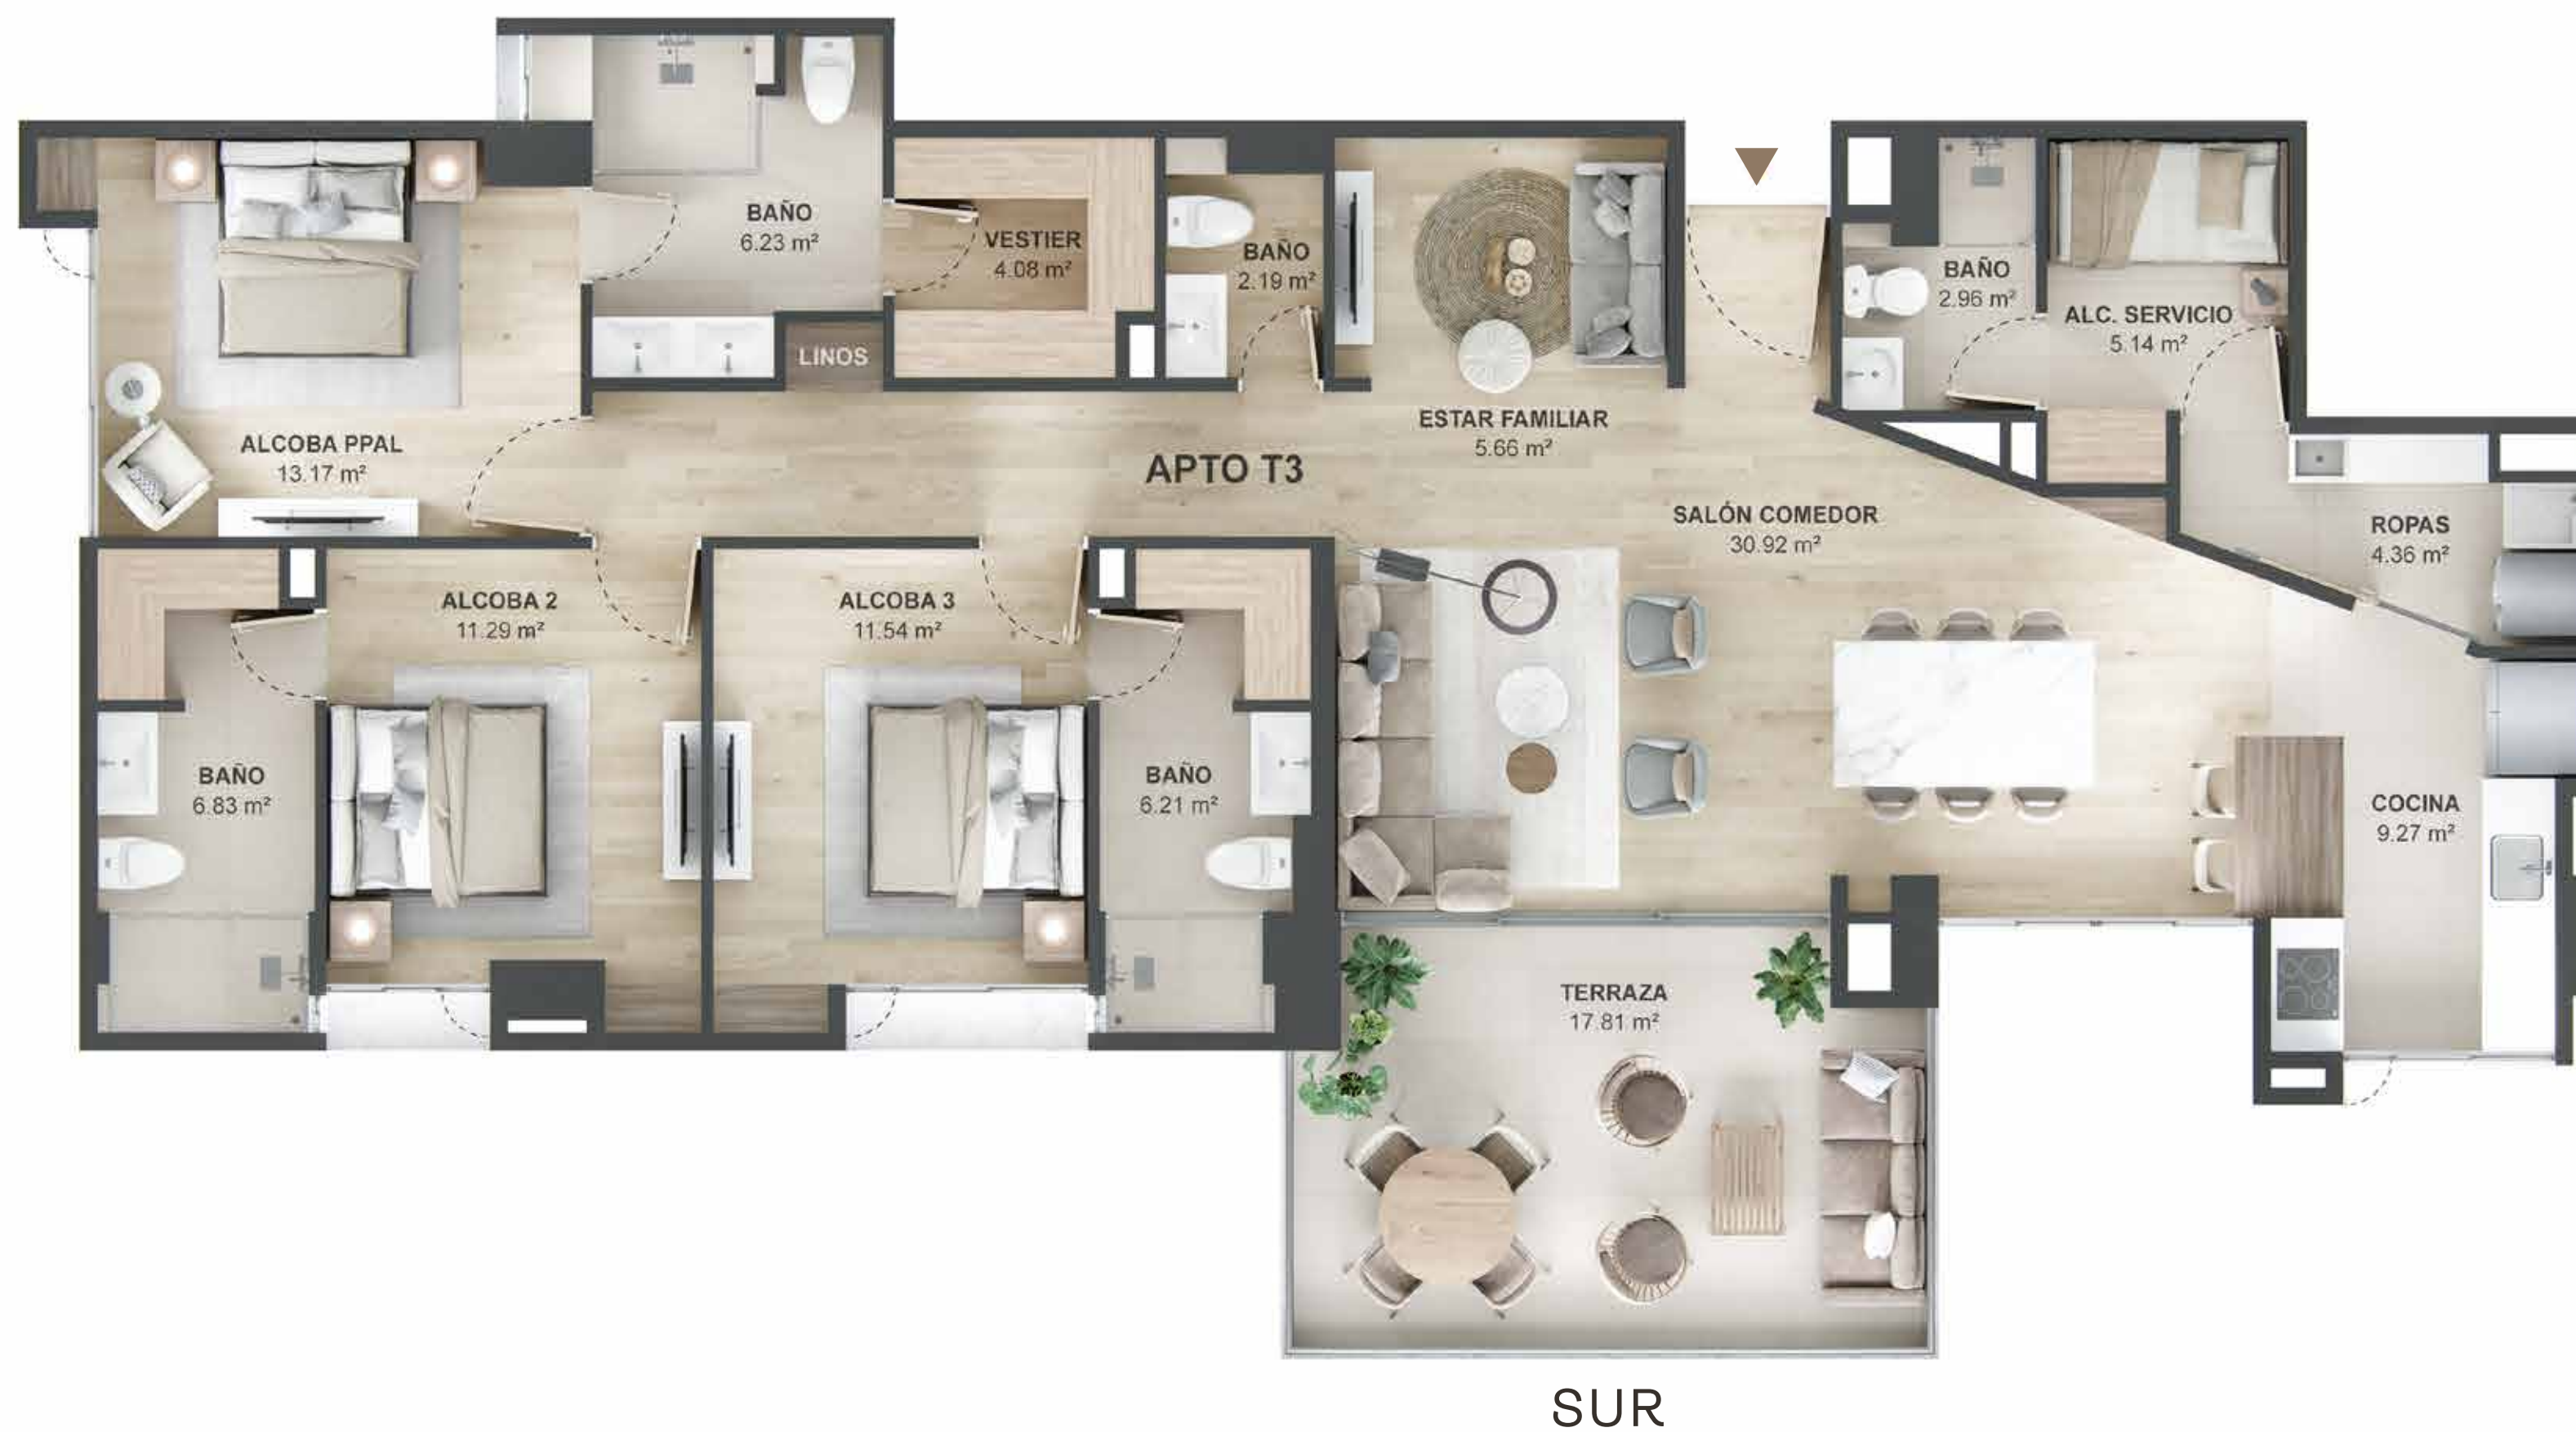 BAÑO
6.23 m²
VESTIER
4.08 m²
BAÑO
2.19 m²
BAÑO
2.96 m²
ALC. SERVICIO
5.14 m²
LINOS
ALCOBA PPAL
13.17 m²
APTO T3
ESTAR FAMILIAR
5.66 m²
SALÓN COMEDOR
30.92 m²
ROPAS
4.36 m²
ALCOBA 2
11.29 m²
ALCOBA 3
11.54 m²
BAÑO
6.83 m²
BAÑO
6.21 m²
COCINA
9.27 m²
TERRAZA
17.81 m²
SUR